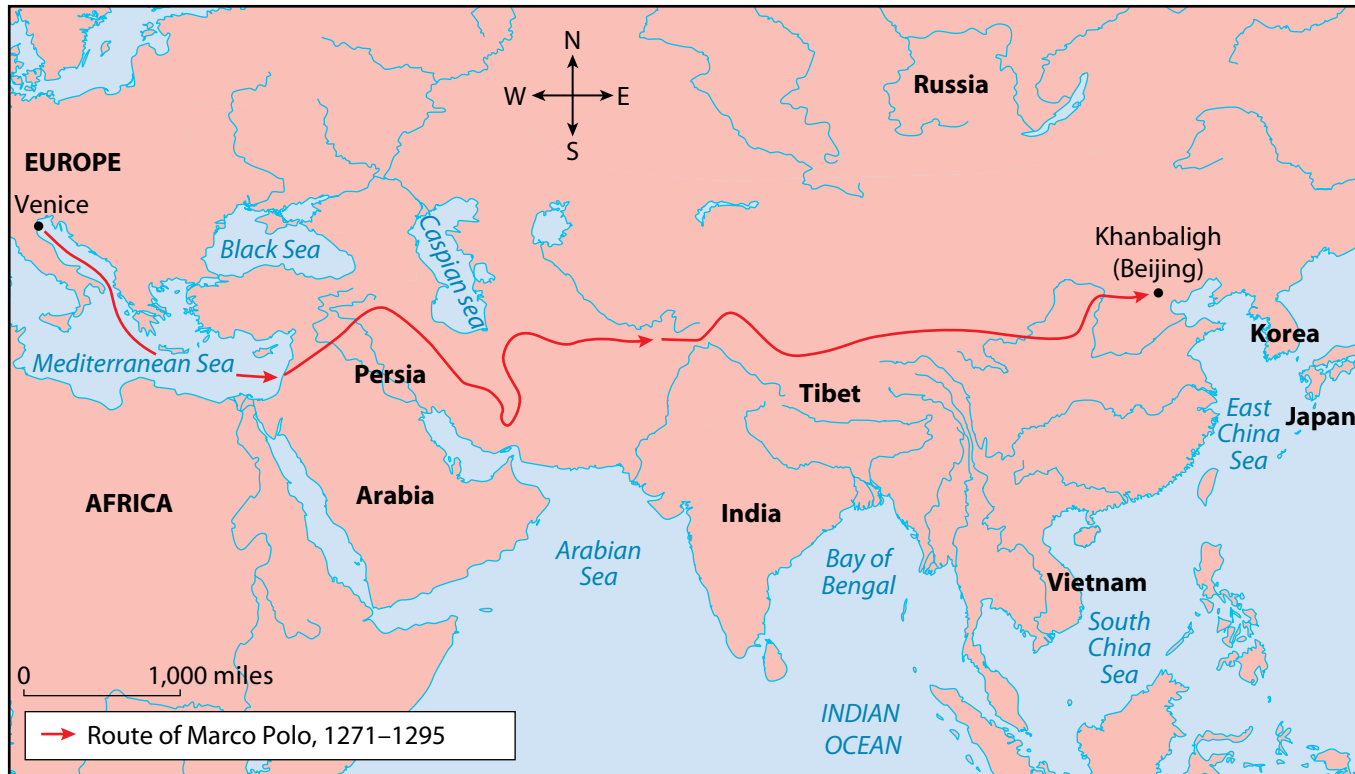 N
W
E
S
Russia
EUROPE
Venice
Black Sea
Caspian sea
Khanbaligh
(Beijing)
Korea
Mediterranean Sea
Persia
Tibet
Japan
East
China
Sea
AFRICA
Arabia
India
Arabian
Sea
Bay of
Bengal
Vietnam
South
China
Sea
0
1,000 miles
INDIAN
OCEAN
Route of Marco Polo, 1271–1295